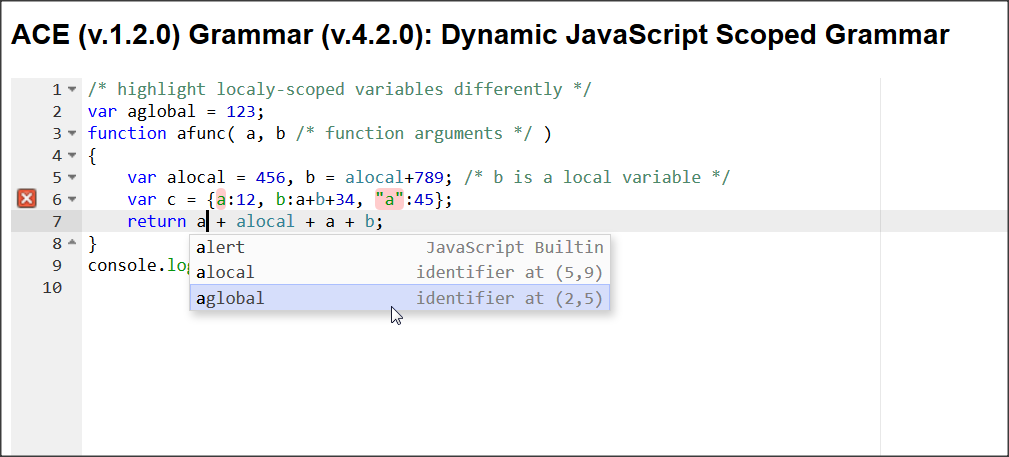 ACE (v.1.2.0) Grammar (v.4.2.0): Dynamic JavaScript Scoped Grammar
1 /* highlight localy-scoped variables differently */
2 var aglobal = 123;
3 function afunc( a, b /* function arguments */ )
4 {
5 var alocal = 456, b = alocal+789; /* b is a local variable */
6 var c = {a:12, b:a+b+34, "a":45};
7 return a + alocal + a + b;
8 }
alert JavaScript Builtin
9 console.log
alocal identifier at (5,9)
10
aglobal identifier at (2,5)